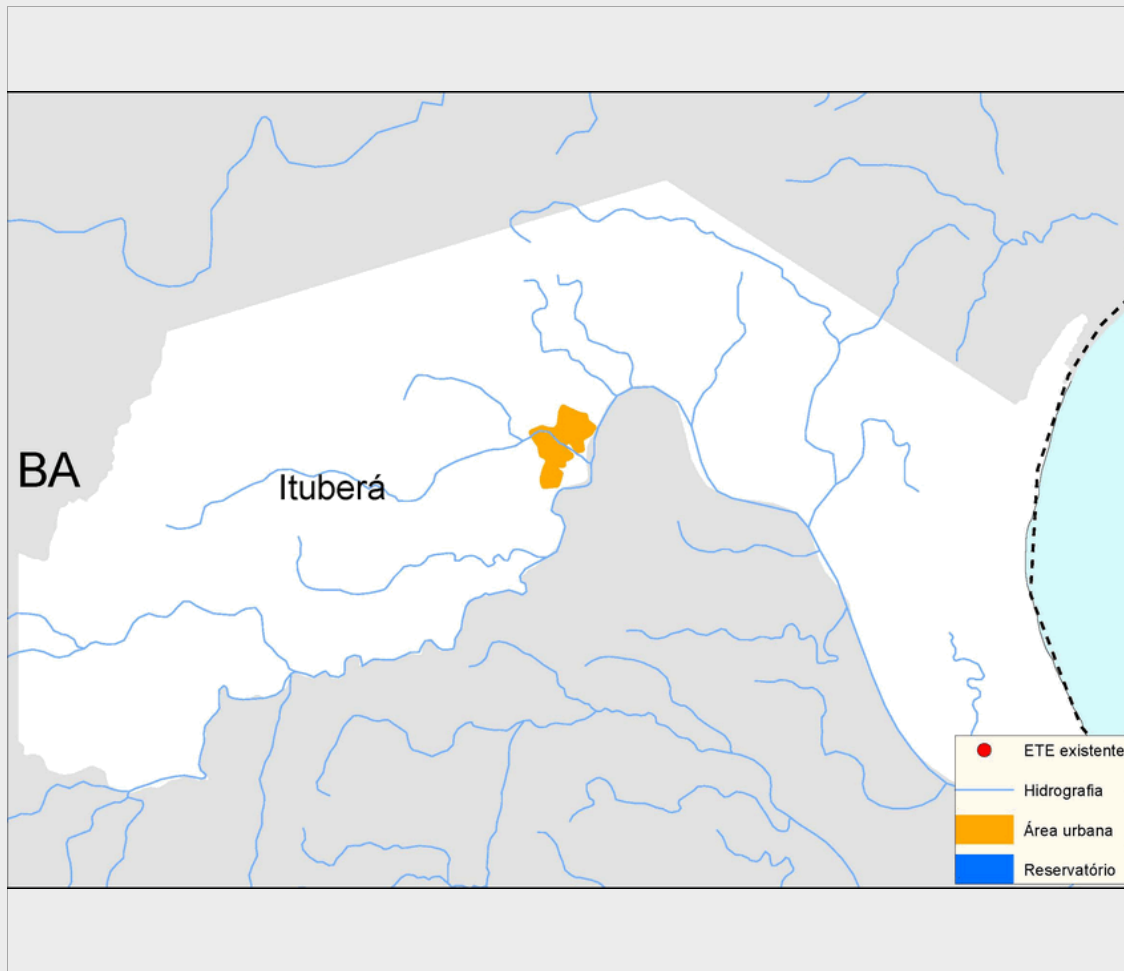 BA
Ituberá
ETE existente
Hidrografia
Área urbana
Reservatório